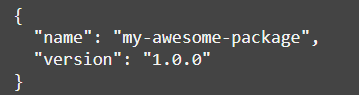 {
  "name": "my-awesome-package",
  "version": "1.0.0"
}